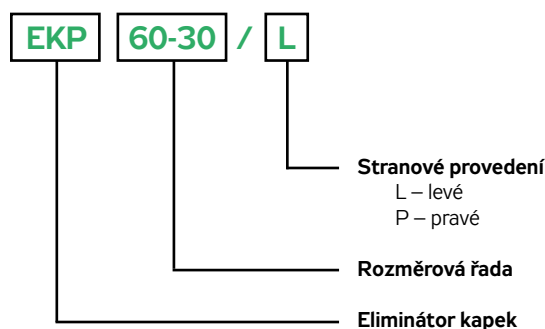 EKP 60-30 / L
Stranové provedení
L – levé
P – pravé
Rozměrová řada
Eliminátor kapek